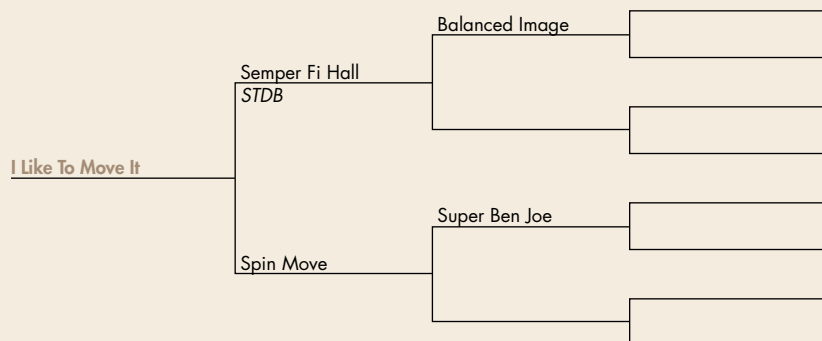 Balanced Image
Semper Fi Hall
STDB
I Like To Move It
Super Ben Joe
Spin Move